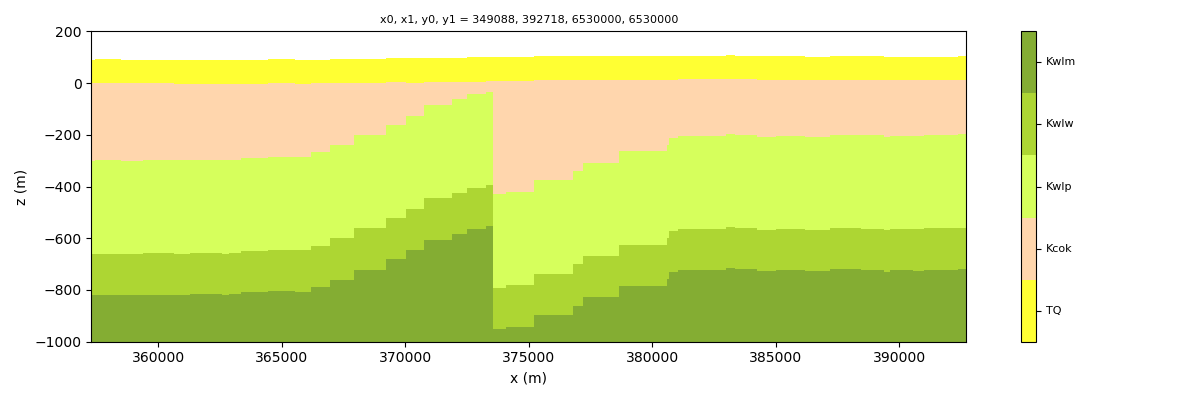 x0, x1, y0, y1 = 349088, 392718, 6530000, 6530000
200
0
−200
−400
−600
−800
−1000
z (m)
360000 365000 370000 375000 380000 385000 390000
x (m)
Kwlm
Kwlw
Kwlp
Kcok
TQ